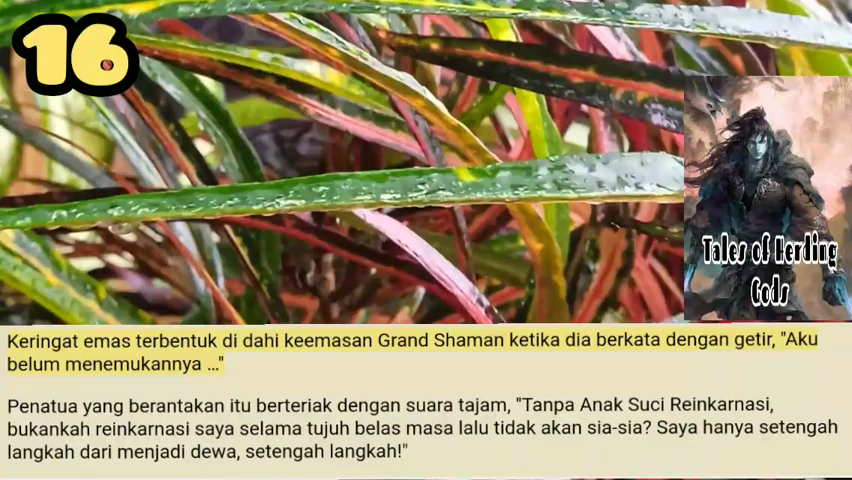 16
Tales of Herding
Gods
Keringat emas terbentuk di dahi keemasan Grand Shaman ketika dia berkata dengan getir, "Aku
belum menemukannya ..."
Penatua yang berantakan itu berteriak dengan suara tajam, "Tanpa Anak Suci Reinkarnasi,
bukankah reinkarnasi saya selama tujuh belas masa lalu tidak akan sia-sia? Saya hanya setengah
langkah dari menjadi dewa, setengah langkah!"